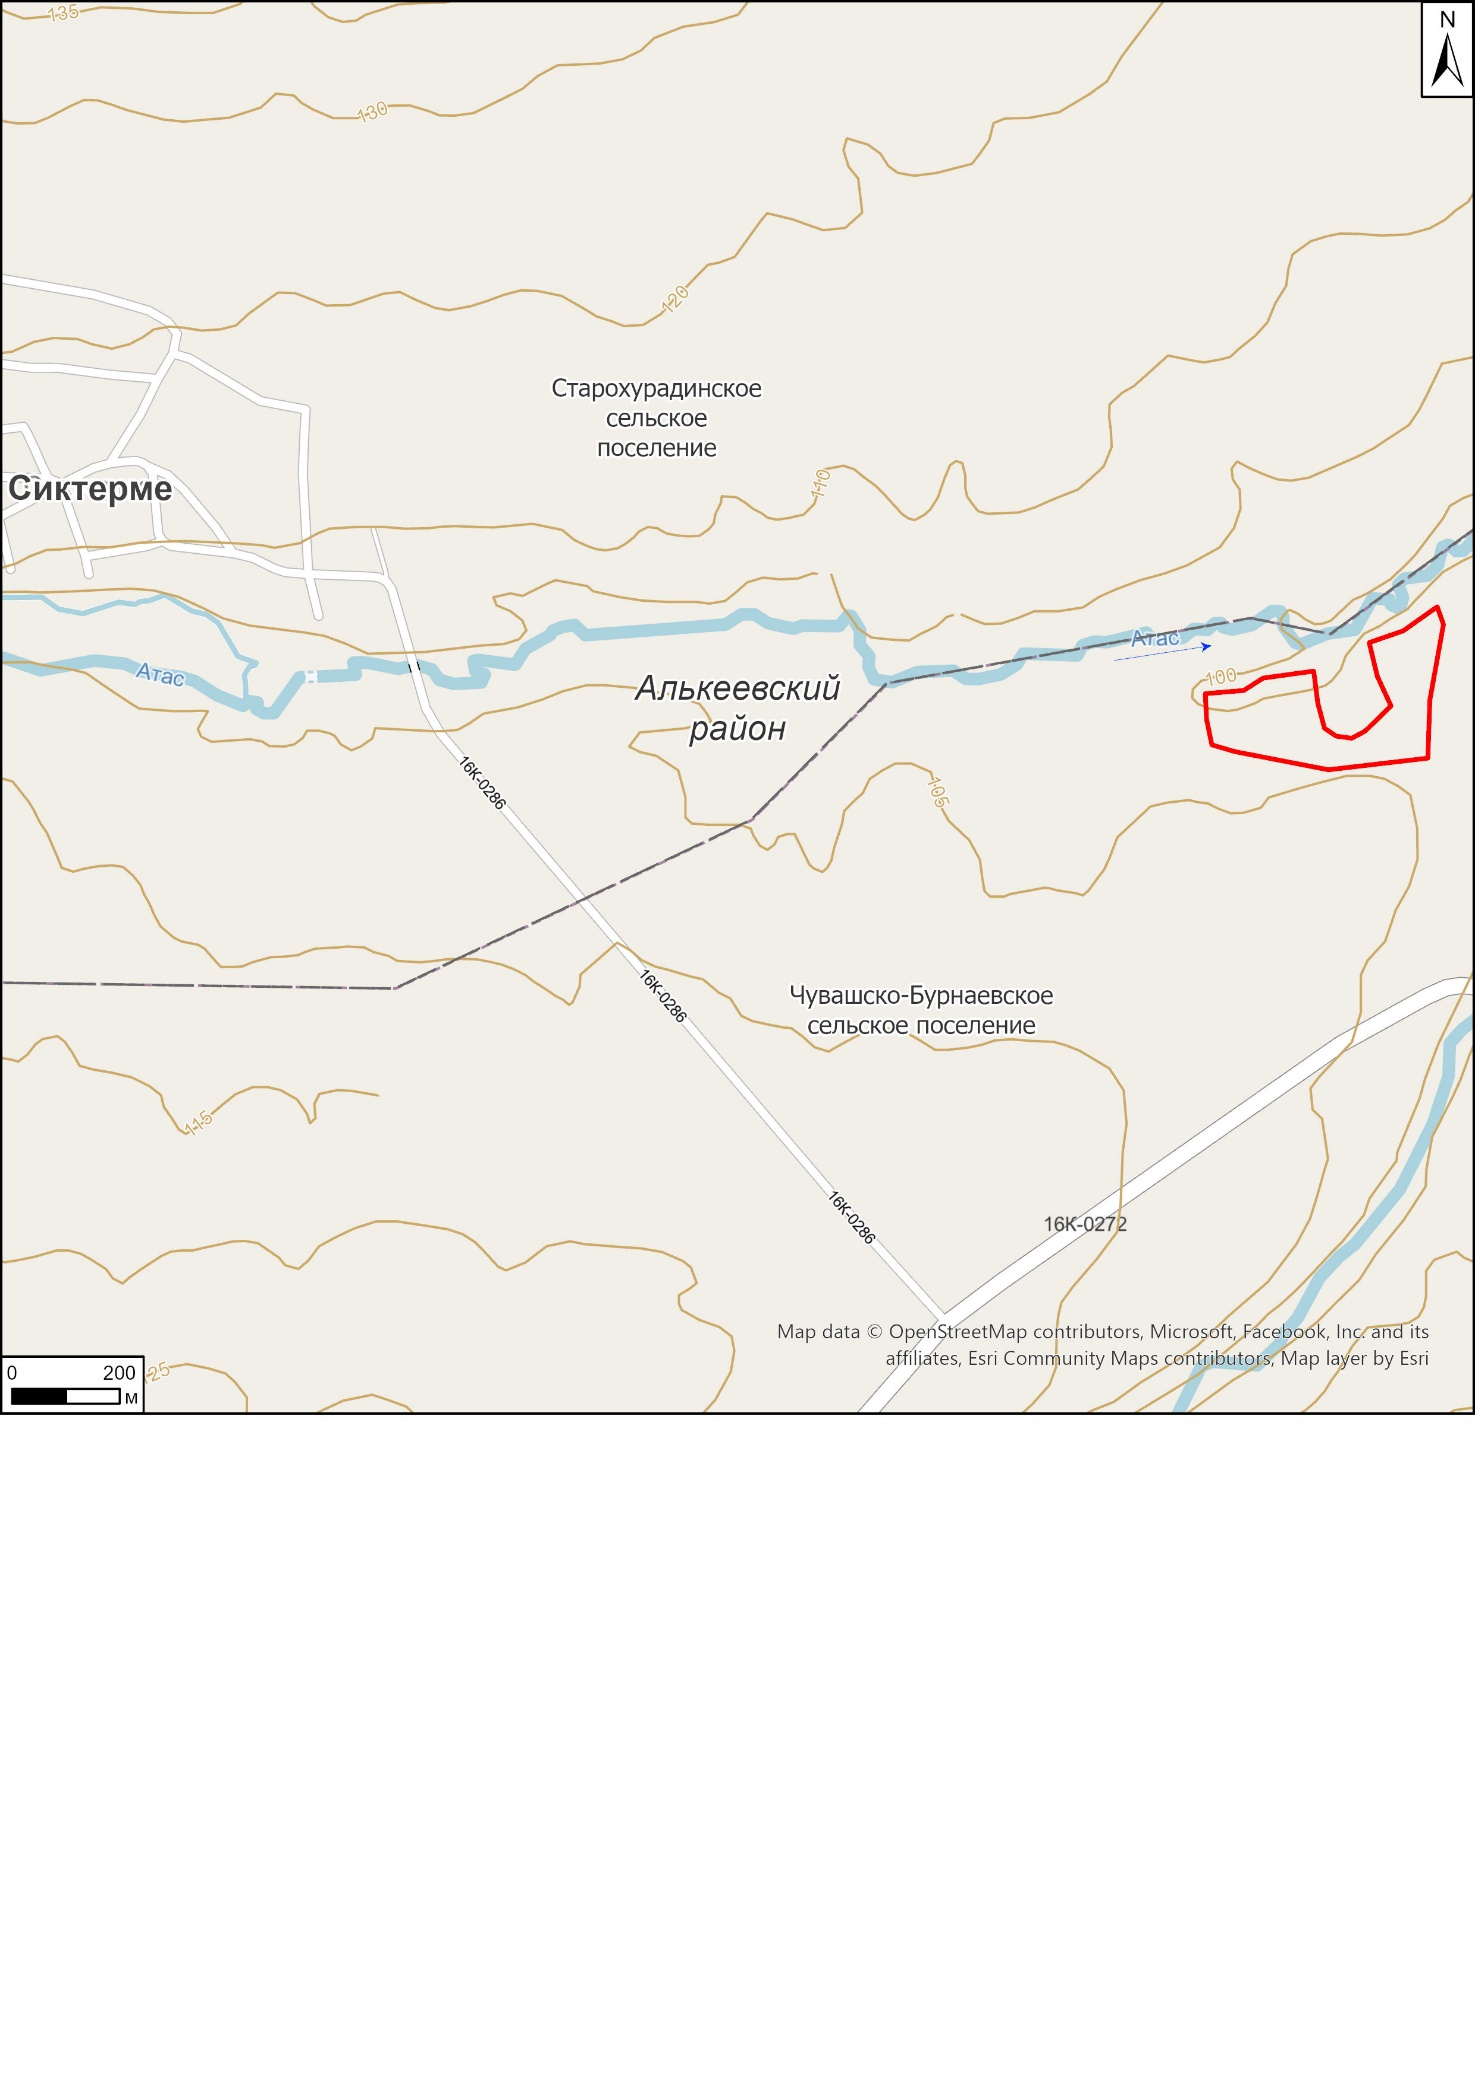 135
N
130
120
Старохурадинское
сельское
поселение
110
Сиктерме
Атас
Атас
100
Алькеевский
район
16К-0286
105
16К-0286
Чувашско-Бурнаевское
сельское поселение
115
16К-0286
16К-0272
Map data © OpenStreetMap contributors, Microsoft, Facebook, Inc. and its
affiliates, Esri Community Maps contributors, Map layer by Esri
0 200
м
125